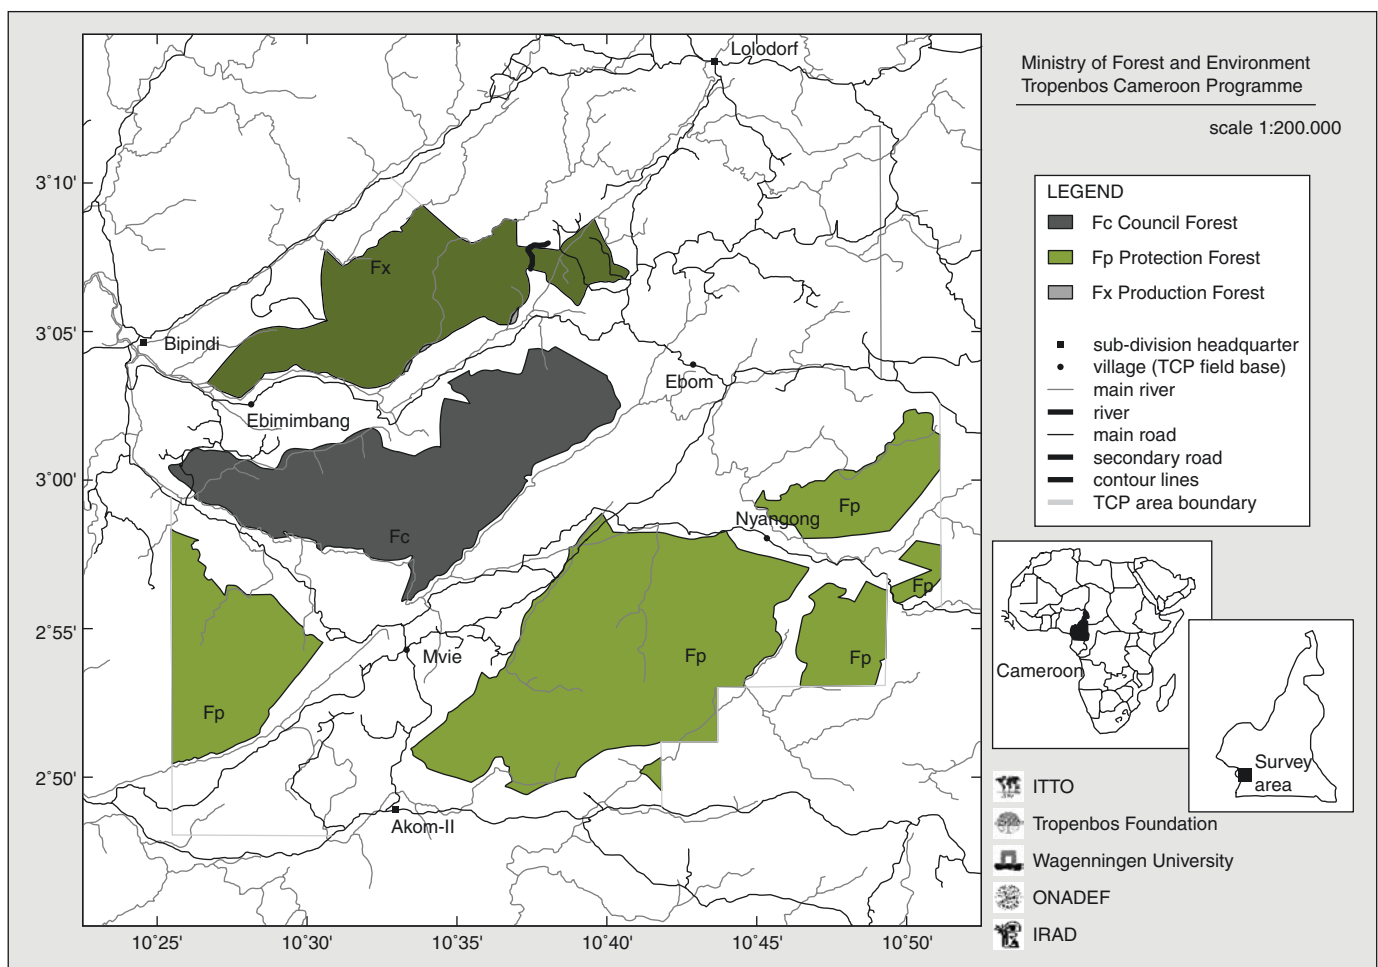 Lolodorf
Ministry of Forest and Environment
Tropenbos Cameroon Programme
scale 1:200.000
3˚10'
LEGEND
Fc Council Forest
Fp Protection Forest
Fx Production Forest
Fx
3˚05'
Bipindi
sub-division headquarter
village (TCP field base)
main river
river
main road
secondary road
contour lines
TCP area boundary
Ebom
Ebimimbang
3˚00'
Fp
Nyangong
Fc
Fp
2˚55'
Mvie
Fp
Fp
Fp
Cameroon
2˚50'
Survey
area
Akom-II
ITTO
Tropenbos Foundation
Wagenningen University
ONADEF
IRAD
10˚25'
10˚30'
10˚35'
10˚40'
10˚45'
10˚50'